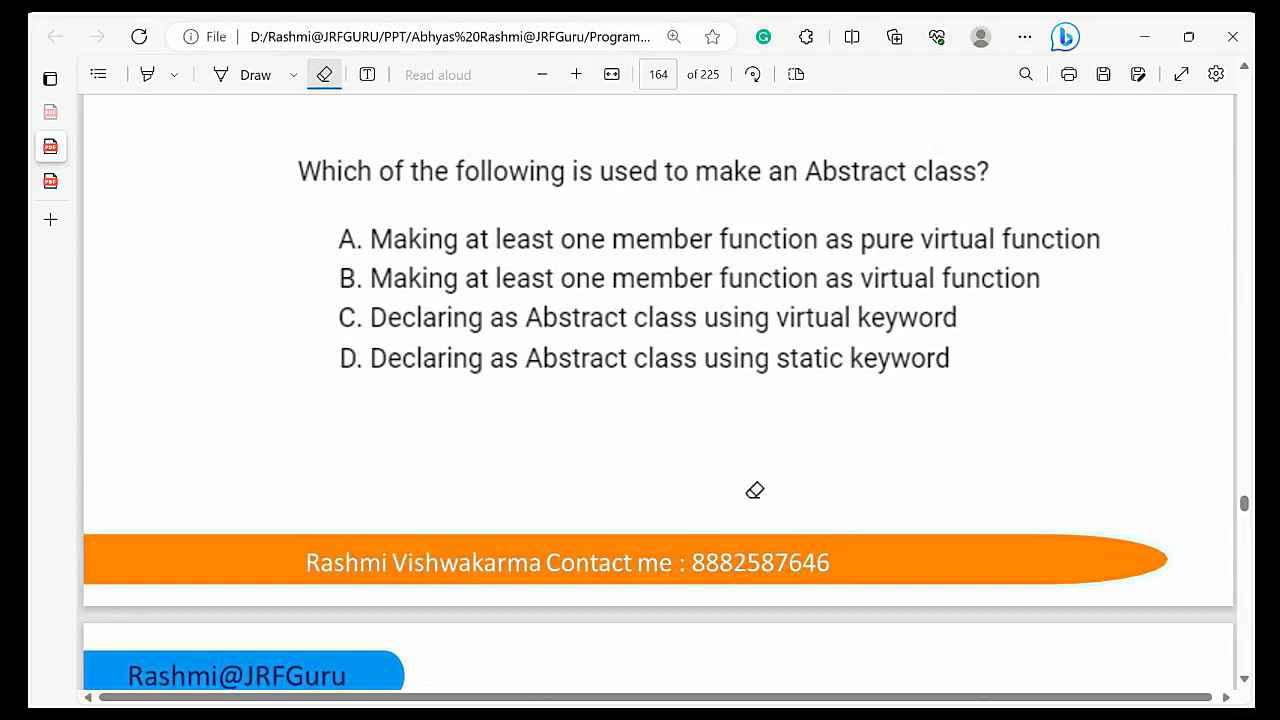 File D:/Rashmi@JRFGURU/PPT/Abhyas%20Rashmi@JRFGuru/Program...
Draw Read aloud 164 of 225
Which of the following is used to make an Abstract class?
A. Making at least one member function as pure virtual function
B. Making at least one member function as virtual function
C. Declaring as Abstract class using virtual keyword
D. Declaring as Abstract class using static keyword
Rashmi Vishwakarma Contact me : 8882587646
Rashmi@JRFGuru